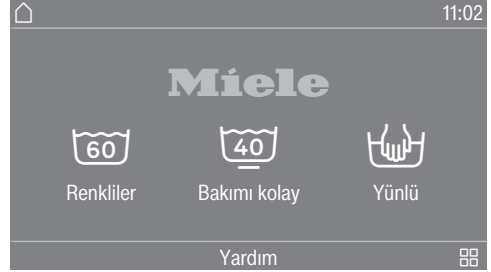 11:02
Miele
60
40
Renkliler
Bakımı kolay
Yünlü
Yardım